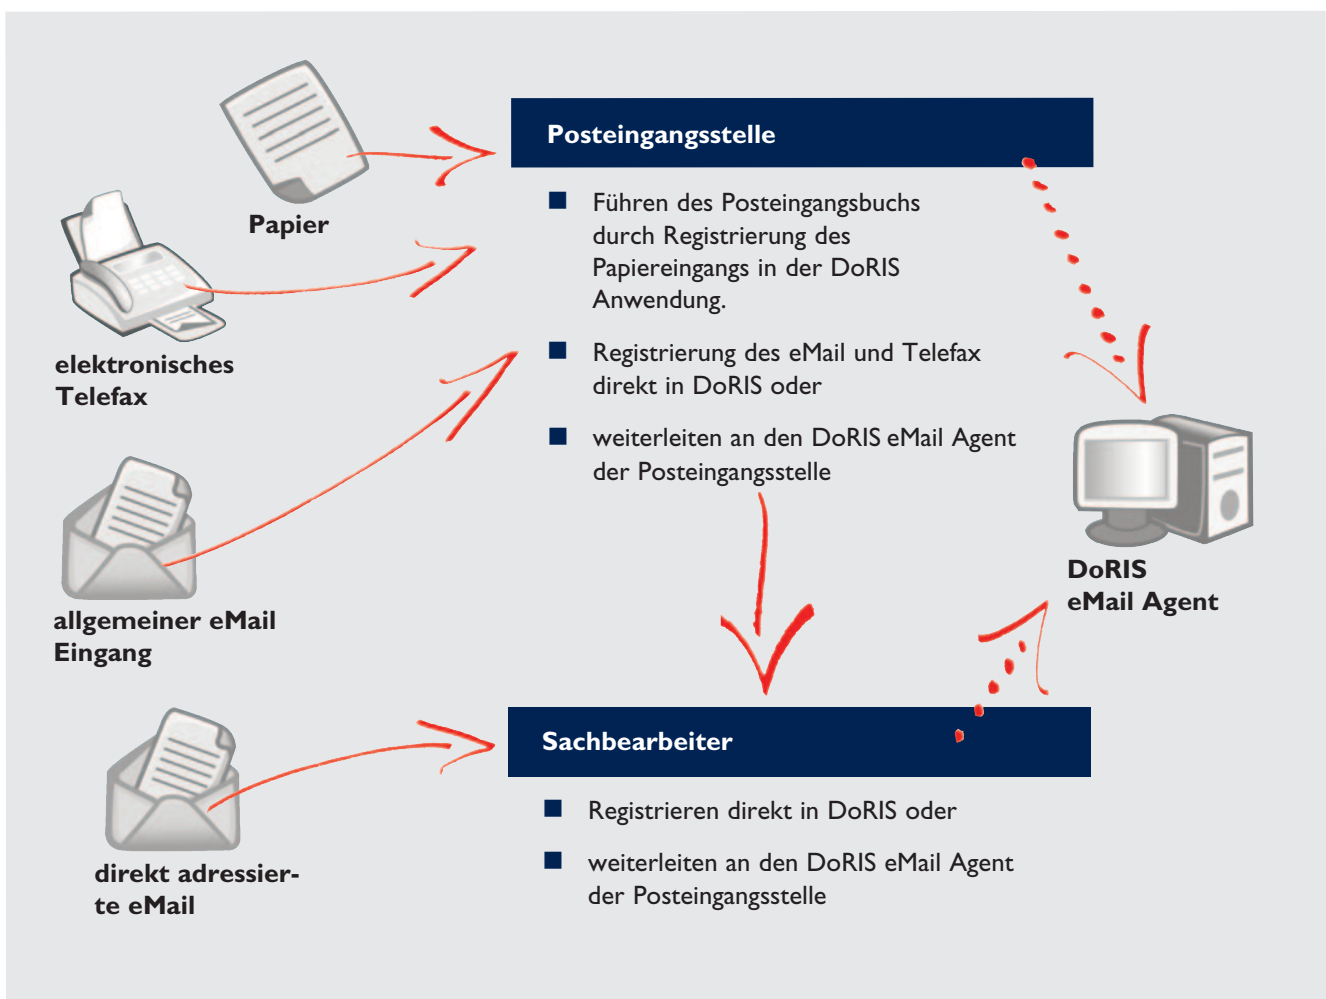 Papier
elektronisches
Telefax
allgemeiner eMail
Eingang
direkt adressier-
te eMail
Posteingangsstelle
Führen des Posteingangsbuchs
durch Registrierung des
Papiereingangs in der DoRIS
Anwendung.
Registrierung des eMail und Telefax
direkt in DoRIS oder
weiterleiten an den DoRIS eMail Agent
der Posteingangsstelle
DoRIS
eMail Agent
Sachbearbeiter
Registrieren direkt in DoRIS oder
weiterleiten an den DoRIS eMail Agent
der Posteingangsstelle